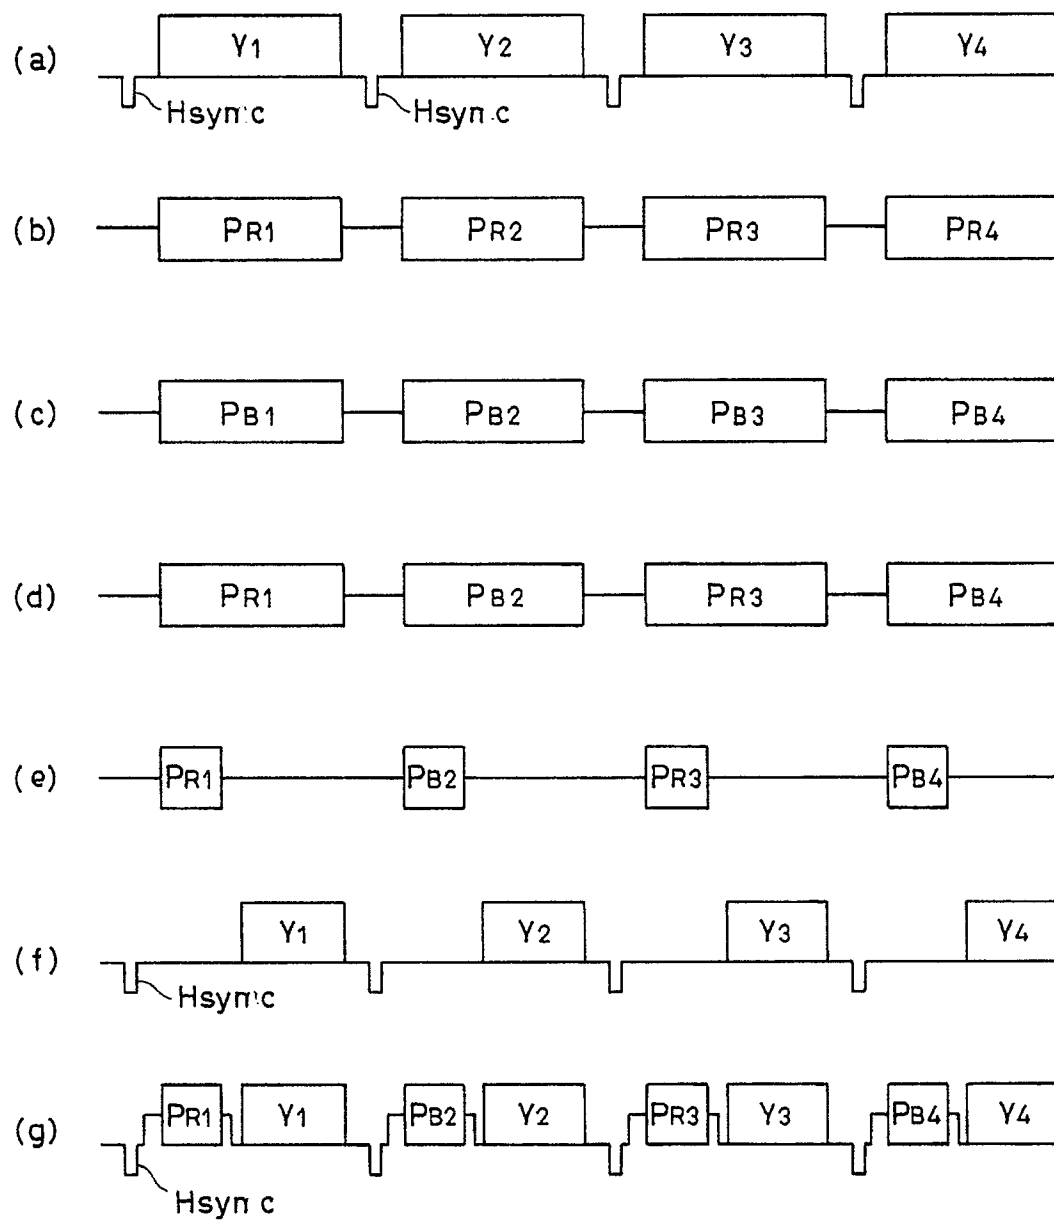 (a) Y1 Y2 Y3 Y4
Hsync Hsync
(b) PR1 PR2 PR3 PR4
(c) PB1 PB2 PB3 PB4
(d) PR1 PB2 PR3 PB4
(e) PR1 PB2 PR3 PB4
(f) Y1 Y2 Y3 Y4
Hsync
(g) PR1 Y1 PB2 Y2 PR3 Y3 PB4 Y4
Hsync